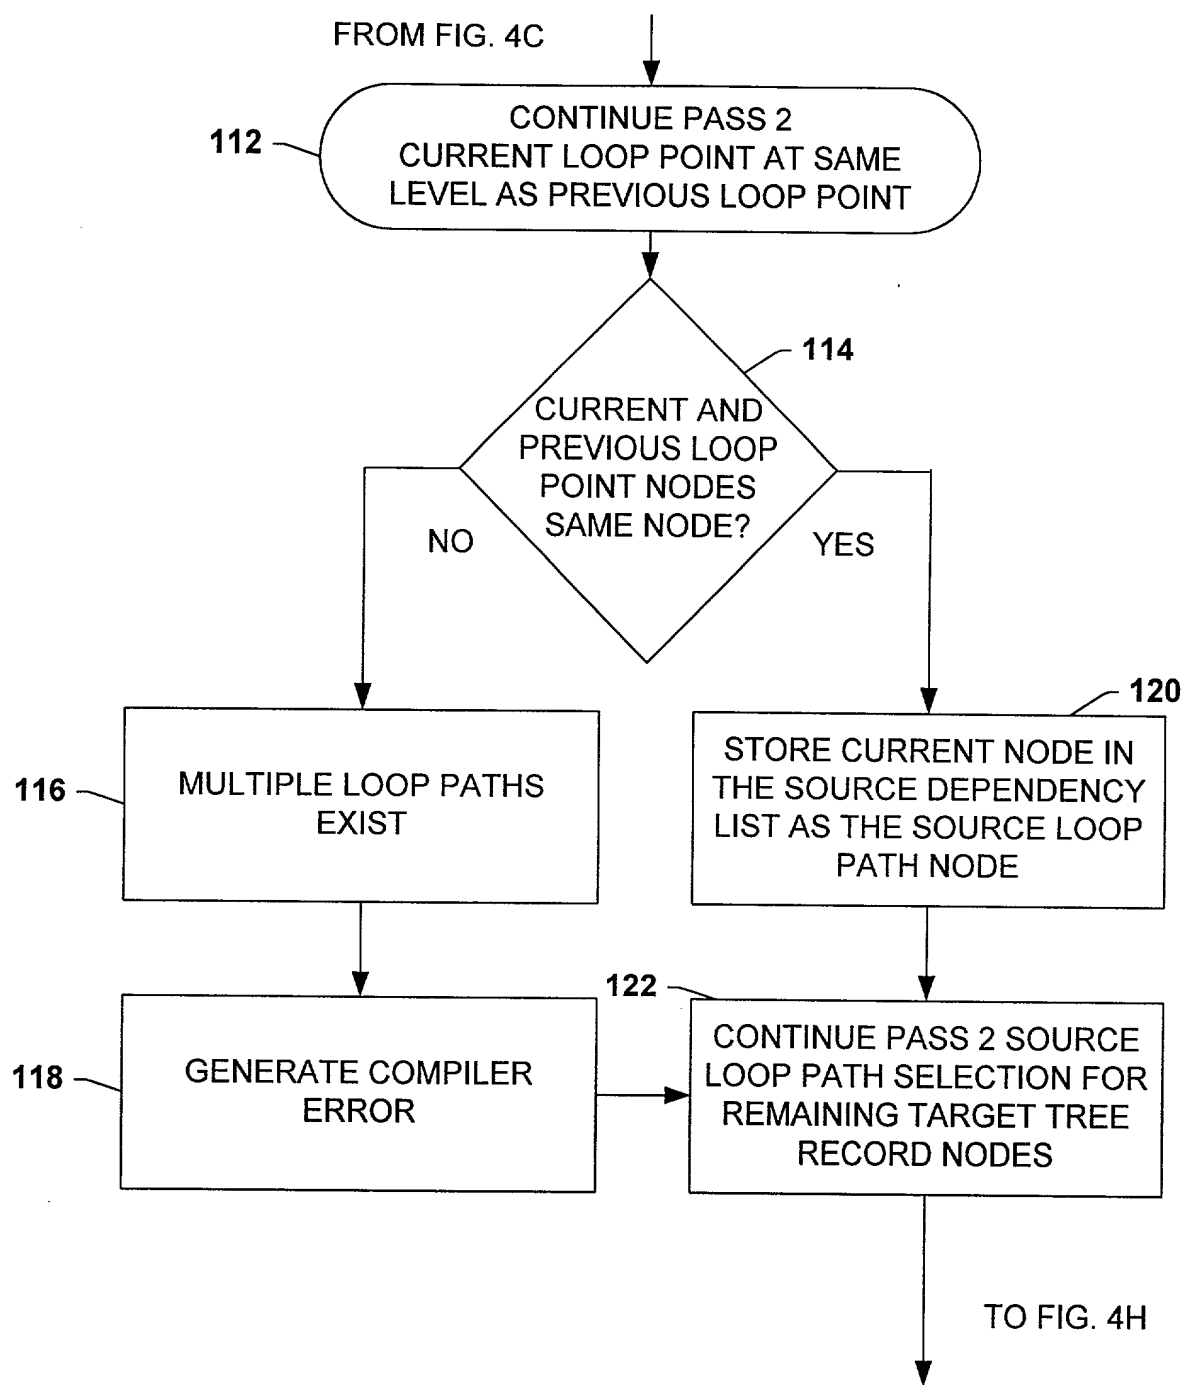 FROM FIG. 4C
112
CONTINUE PASS 2
CURRENT LOOP POINT AT SAME
LEVEL AS PREVIOUS LOOP POINT
114
CURRENT AND
PREVIOUS LOOP
POINT NODES
SAME NODE?
NO
YES
116
MULTIPLE LOOP PATHS
EXIST
120
STORE CURRENT NODE IN
THE SOURCE DEPENDENCY
LIST AS THE SOURCE LOOP
PATH NODE
118
GENERATE COMPILER
ERROR
122
CONTINUE PASS 2 SOURCE
LOOP PATH SELECTION FOR
REMAINING TARGET TREE
RECORD NODES
TO FIG. 4H